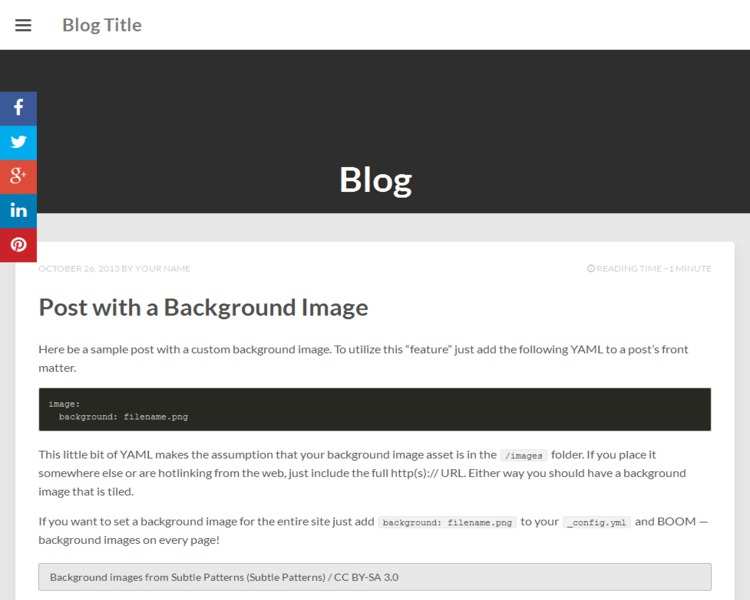 Blog Title
Blog
OCTOBER 26, 2013 BY YOUR NAME
READING TIME ~1 MINUTE
Post with a Background Image
Here be a sample post with a custom background image. To utilize this “feature” just add the following YAML to a post’s front
matter.
image:
  background: filename.png
This little bit of YAML makes the assumption that your background image asset is in the /images folder. If you place it
somewhere else or are hotlinking from the web, just include the full http(s):// URL. Either way you should have a background
image that is tiled.
If you want to set a background image for the entire site just add background: filename.png to your _config.yml and BOOM —
background images on every page!
Background images from Subtle Patterns (Subtle Patterns) / CC BY-SA 3.0